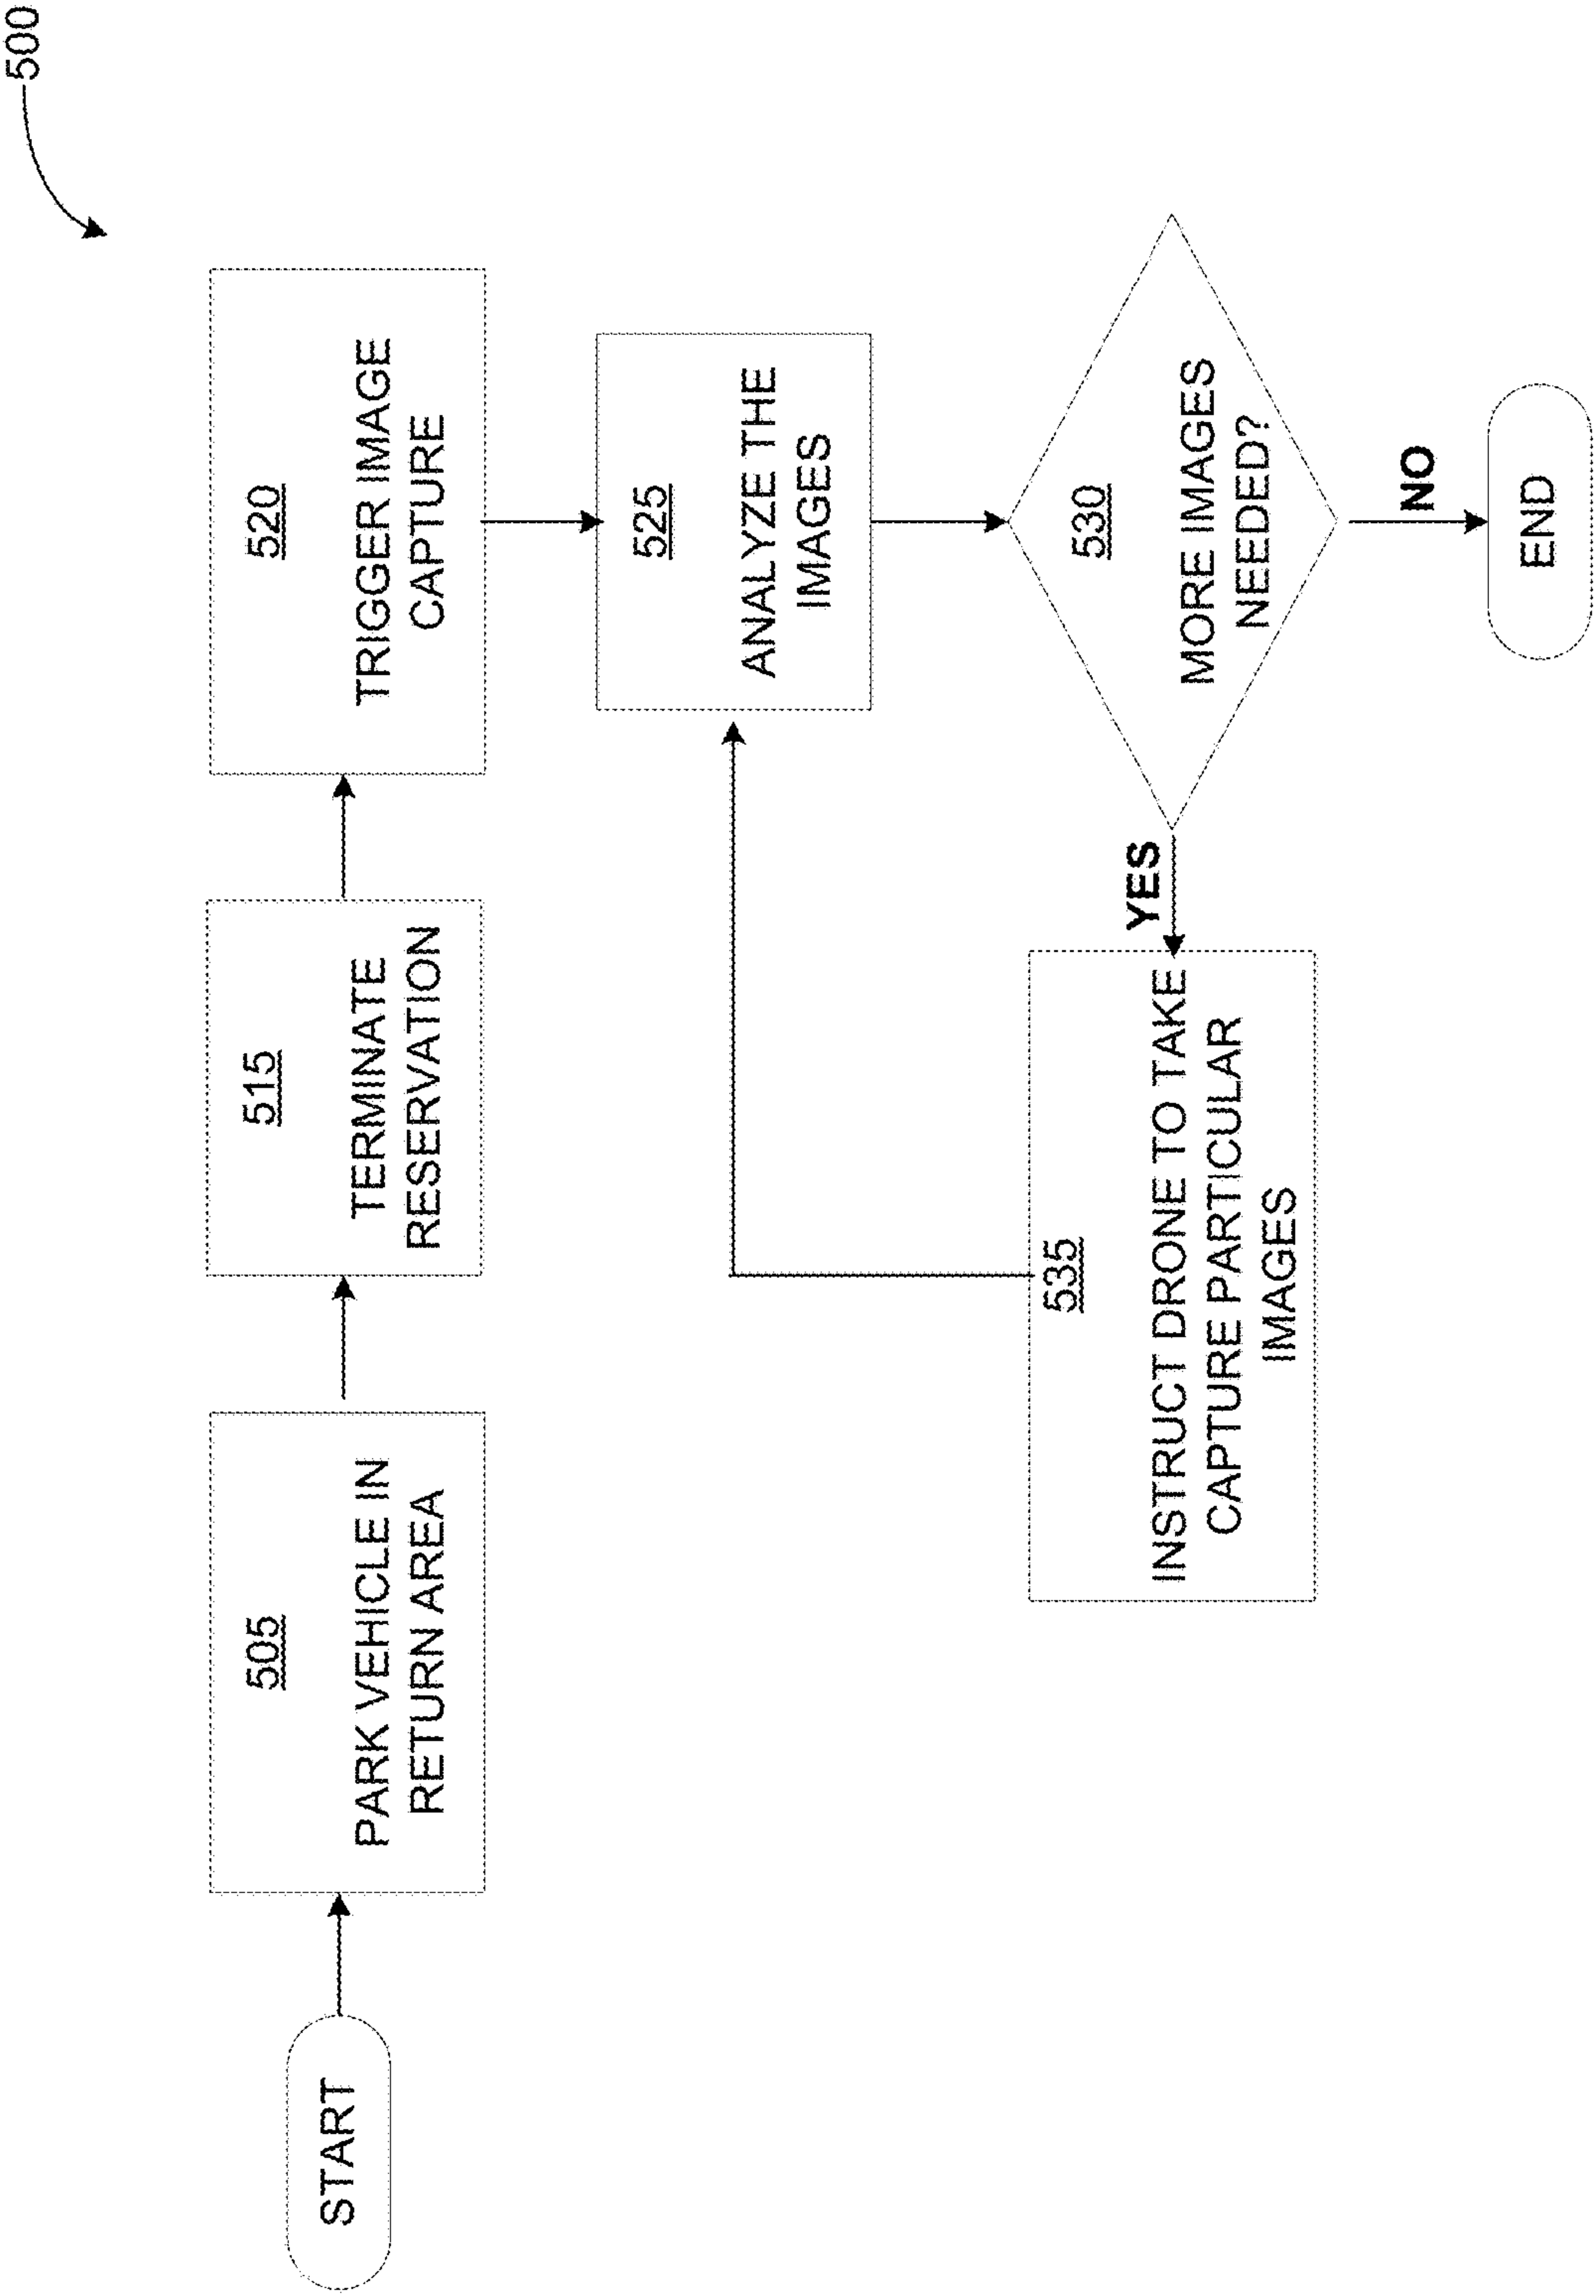 500
START
505
PARK VEHICLE IN
RETURN AREA
515
TERMINATE
RESERVATION
520
TRIGGER IMAGE
CAPTURE
525
ANALYZE THE
IMAGES
530
MORE IMAGES
NEEDED?
YES
535
INSTRUCT DRONE TO TAKE
CAPTURE PARTICULAR
IMAGES
NO
END